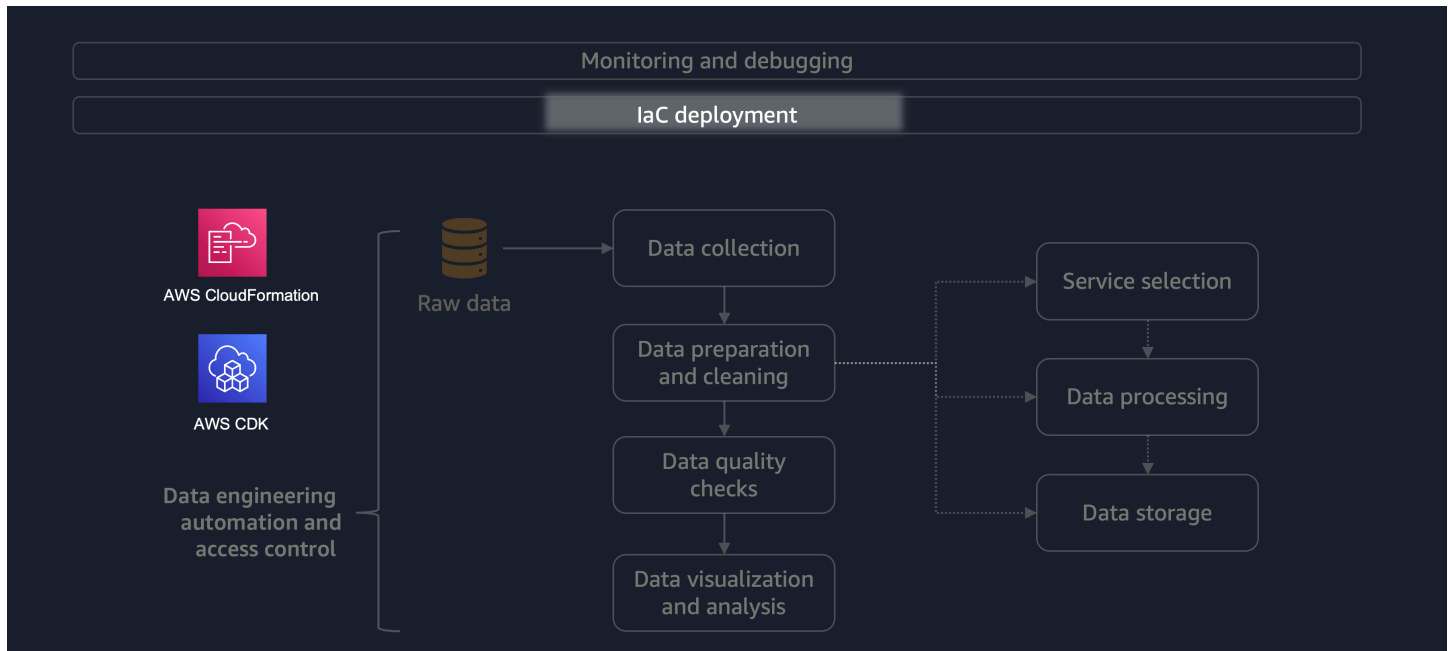 Monitoring and debugging
IaC deployment
AWS CloudFormation
AWS CDK
Data engineering
automation and
access control
Raw data
Data collection
Data preparation
and cleaning
Data quality
checks
Data visualization
and analysis
Service selection
Data processing
Data storage